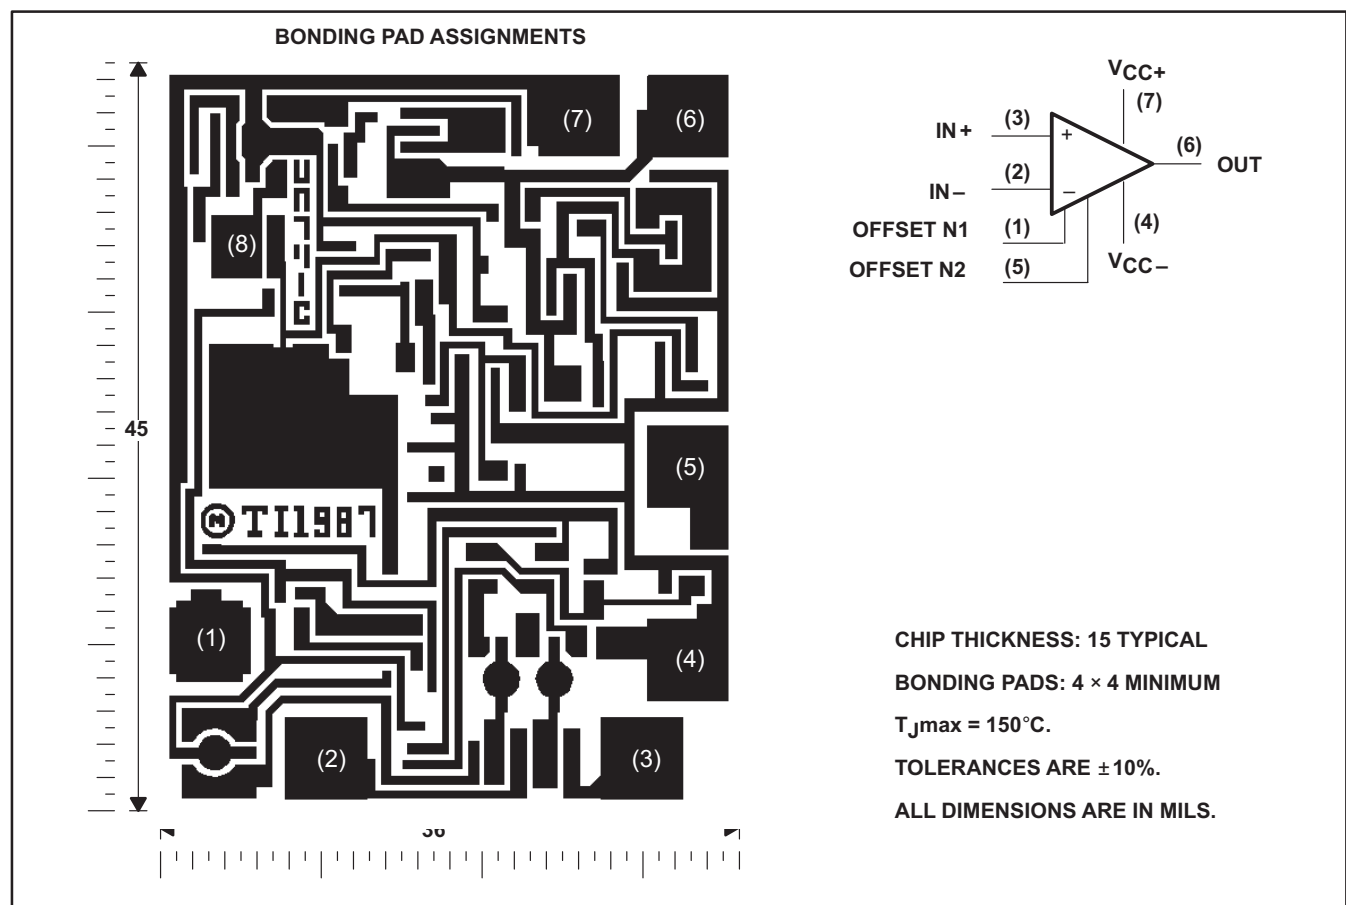 BONDING PAD ASSIGNMENTS
(7)
(6)
(8)
45
TI1987
(5)
(1)
(4)
(2)
(3)
36
VCC+
(7)
(3)
IN+
+
(6)
OUT
(2)
IN–
–
OFFSET N1
(1)
(4)
OFFSET N2
(5)
VCC–
CHIP THICKNESS: 15 TYPICAL
BONDING PADS: 4 × 4 MINIMUM
TJmax = 150°C.
TOLERANCES ARE ±10%.
ALL DIMENSIONS ARE IN MILS.